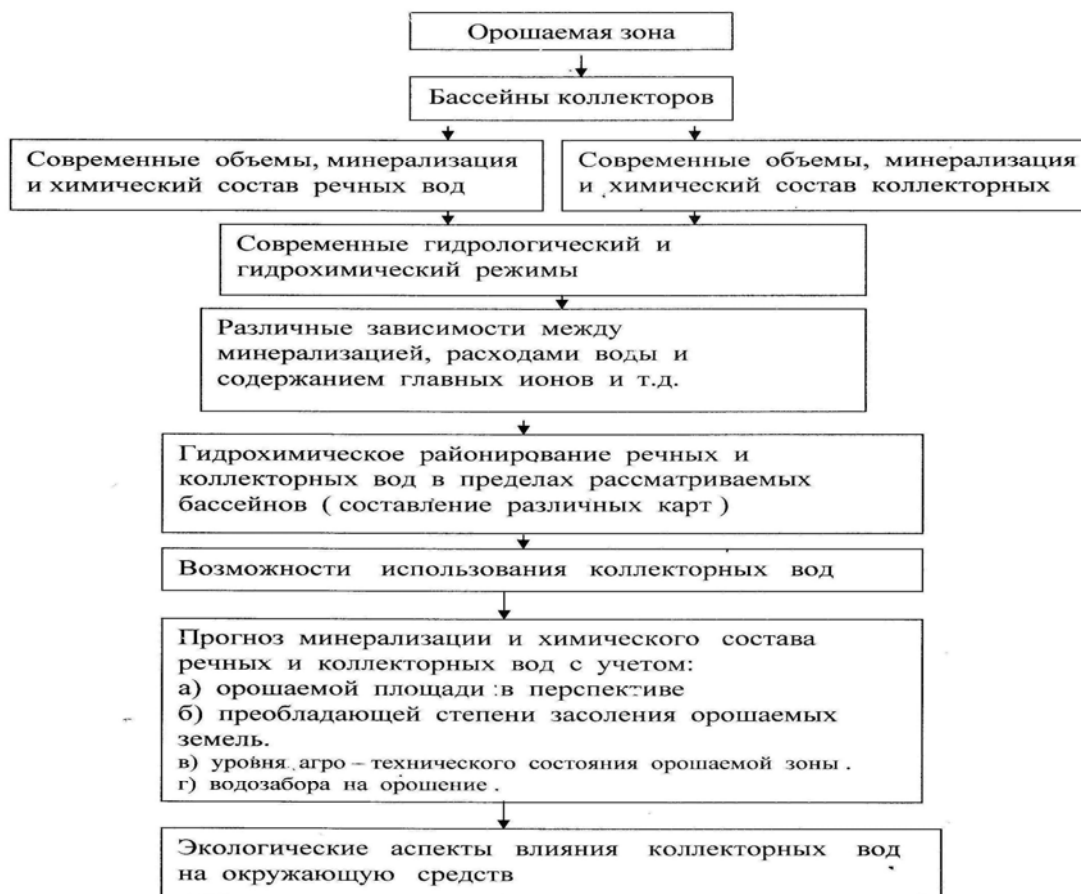 Орошаемая зона
Бассейны коллекторов
Современные объемы, минерализация
и химический состав речных вод
Современные объемы, минерализация
и химический состав коллекторных
Современные гидрологический и
гидрохимический режимы
Различные зависимости между
минерализацией, расходами воды и
содержанием главных ионов и т.д.
Гидрохимическое районирование речных и
коллекторных вод в пределах рассматриваемых
бассейнов ( составление различных карт )
Возможности использования коллекторных вод
Прогноз минерализации и химического состава
речных и коллекторных вод с учетом:
а) орошаемой площади в перспективе
б) преобладающей степени засоления орошаемых
земель.
в) уровня агро – технического состояния орошаемой зоны .
г) водозабора на орошение .
Экологические аспекты влияния коллекторных вод
на окружающую средств